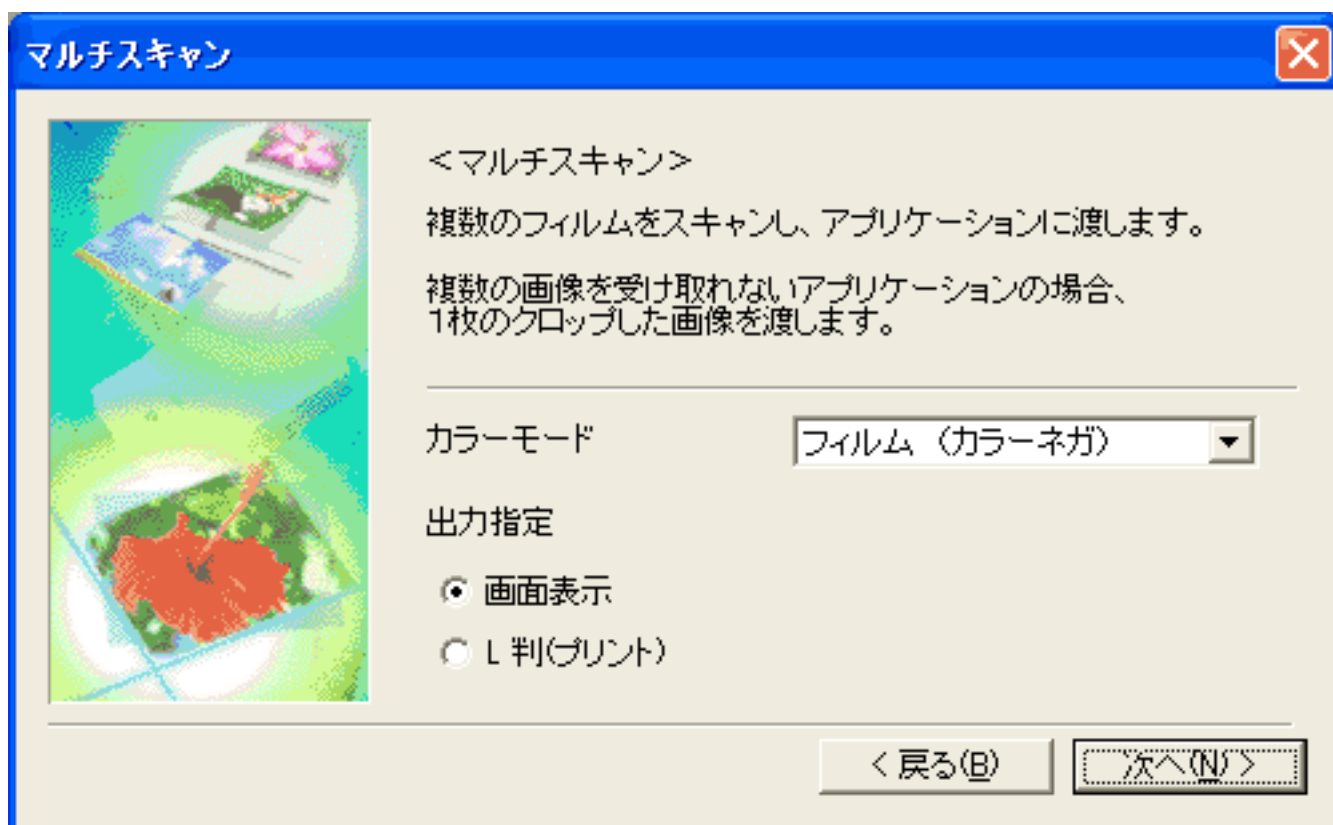 マルチスキャン
＜マルチスキャン＞
複数のフィルムをスキャンし、アプリケーションに渡します。
複数の画像を受け取れないアプリケーションの場合、
1枚のクロップした画像を渡します。
カラーモード
フィルム （カラーネガ）
出力指定
画面表示
L 判(プリント)
< 戻る(B)
次へ(N) >